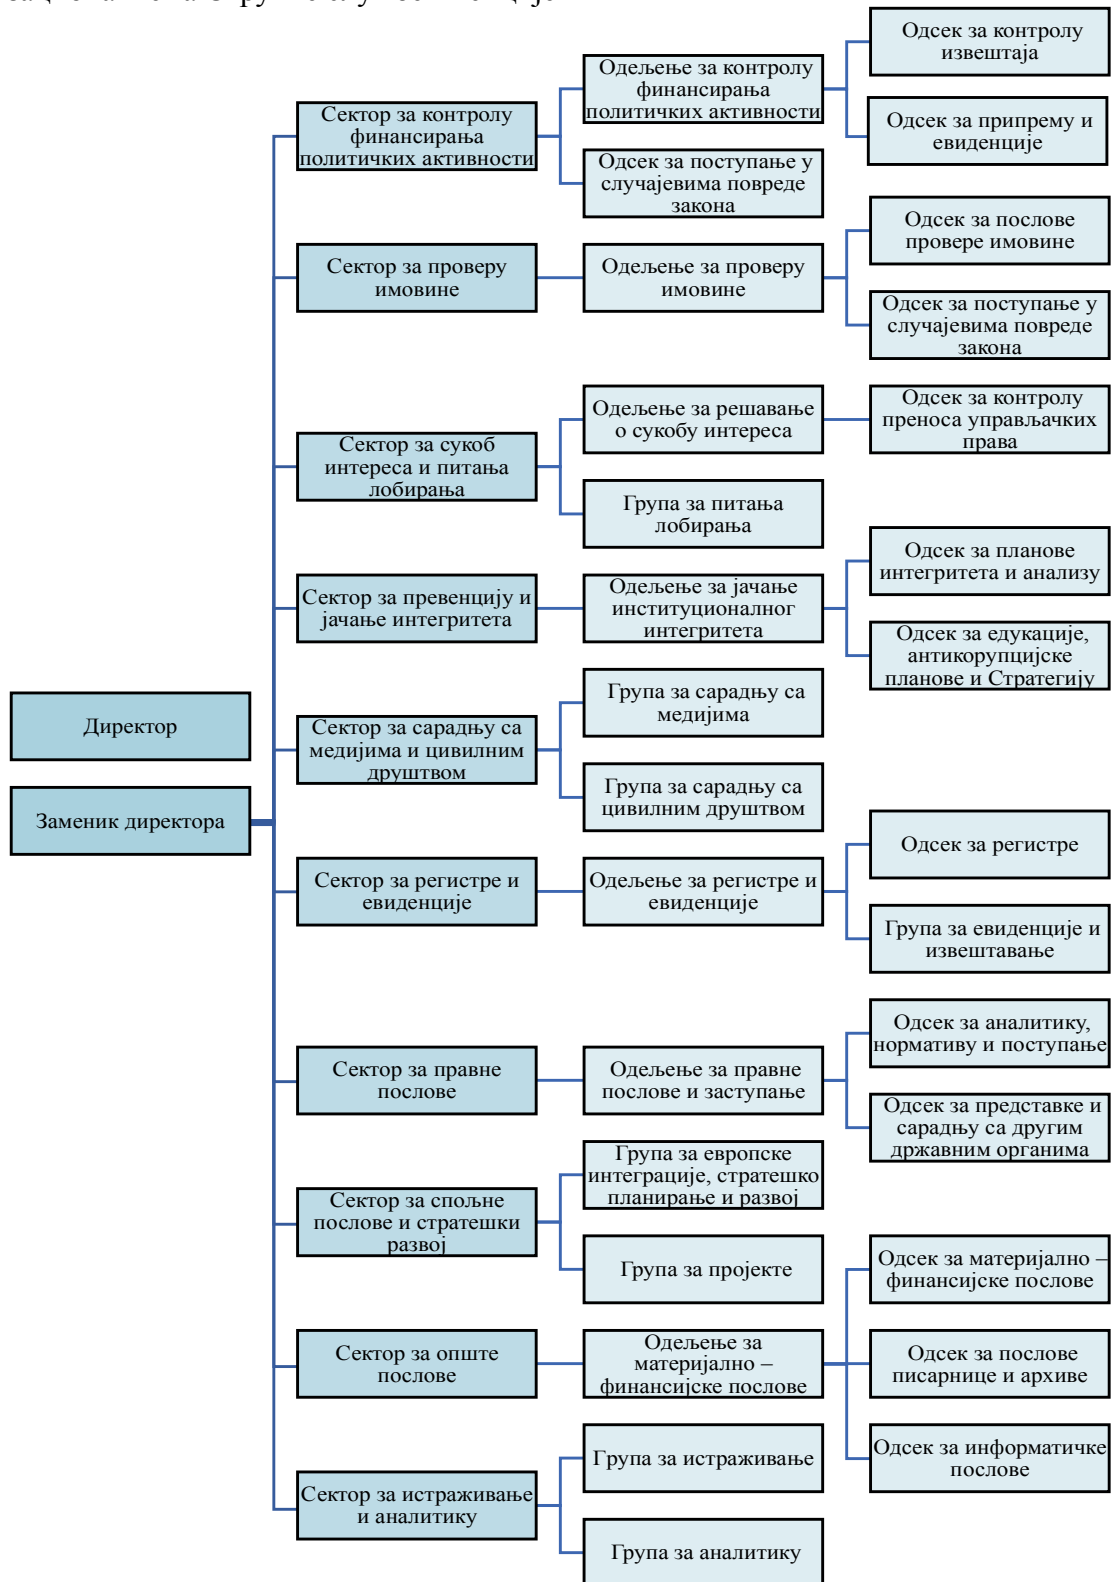 Директор
Заменик директора
Сектор за контролу
финансирања
политичких активности
Одељење за контролу
финансирања
политичких активности
Одсек за контролу
извештаја
Одсек за припрему и
евиденције
Одсек за поступање у
случајевима повреде
закона
Сектор за проверу
имовине
Одељење за проверу
имовине
Одсек за послове
провере имовине
Одсек за поступање у
случајевима повреде
закона
Сектор за сукоб
интереса и питања
лобирања
Одељење за решавање
о сукобу интереса
Одсек за контролу
преноса управљачких
права
Група за питања
лобирања
Сектор за превенцију и
јачање интегритета
Одељење за јачање
институционалног
интегритета
Одсек за планове
интегритета и анализу
Одсек за едукације,
антикорупцијске
планове и Стратегију
Сектор за сарадњу са
медијима и цивилним
друштвом
Група за сарадњу са
медијима
Група за сарадњу са
цивилним друштвом
Сектор за регистре и
евиденције
Одељење за регистре и
евиденције
Одсек за регистре
Група за евиденције и
извештавање
Сектор за правне
послове
Одељење за правне
послове и заступање
Одсек за аналитику,
нормативу и поступање
Одсек за представке и
сарадњу са другим
државним органима
Сектор за спољне
послове и стратешки
развој
Група за европске
интеграције, стратешко
планирање и развој
Група за пројекте
Сектор за опште
послове
Одељење за
материјално –
финансијске послове
Одсек за материјално –
финансијске послове
Одсек за послове
писарнице и архиве
Одсек за информатичке
послове
Сектор за истраживање
и аналитику
Група за истраживање
Група за аналитику